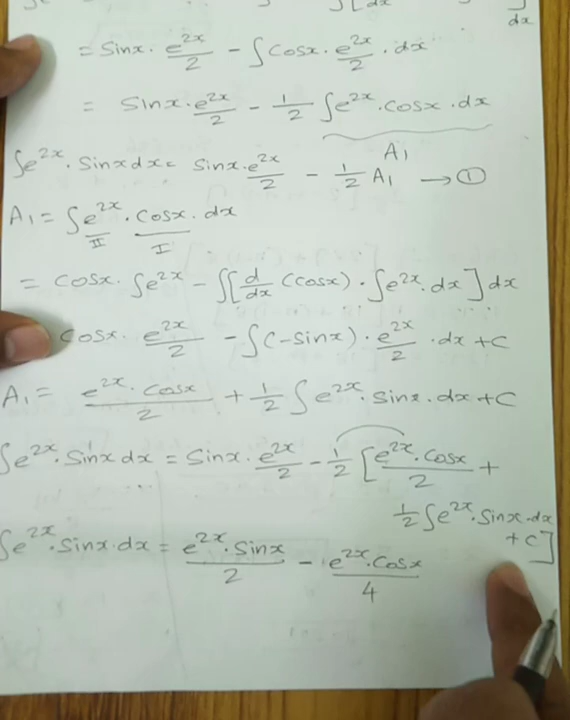 dx
= Sinx · e^2x/2 - ∫Cosx · e^2x/2 · dx
= Sinx · e^2x/2 - 1/2 ∫e^2x · cosx · dx
A₁
∫e^2x · Sinx dx = Sinx · e^2x/2 - 1/2 A₁ → ①
A₁ = ∫e^2x · Cosx · dx
II I
= Cosx · ∫e^2x - ∫[d/dx (cosx) · ∫e^2x · dx] dx
Cosx · e^2x/2 - ∫(-sinx) · e^2x/2 · dx + C
A₁ = e^2x · Cosx/2 + 1/2 ∫e^2x · Sinx · dx + C
∫e^2x · Sinx dx = Sinx · e^2x/2 - 1/2 [e^2x · Cosx/2 +
1/2 ∫e^2x · Sinx · dx
+ C]
∫e^2x · Sinx · dx = e^2x · Sinx/2 - e^2x · Cosx/4